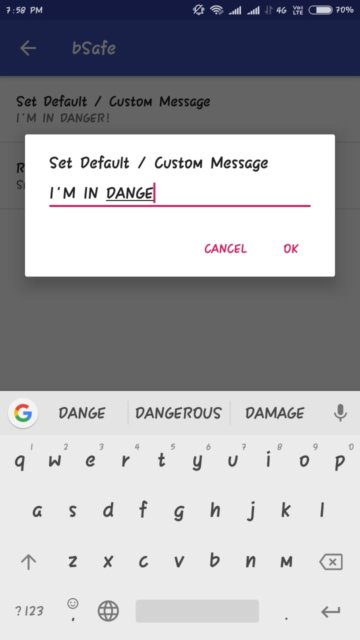 7:58 PM 4G VoLTE 70%
bSafe
Set Default / Custom Message
I'M IN DANGER!
Set Default / Custom Message
I'M IN DANGE
CANCEL OK
DANGE DANGEROUS DAMAGE
1 2 3 4 5 6 7 8 9 0
q w e r t y u i o p
a s d f g h j k l
z x c v b n m
?123 , .